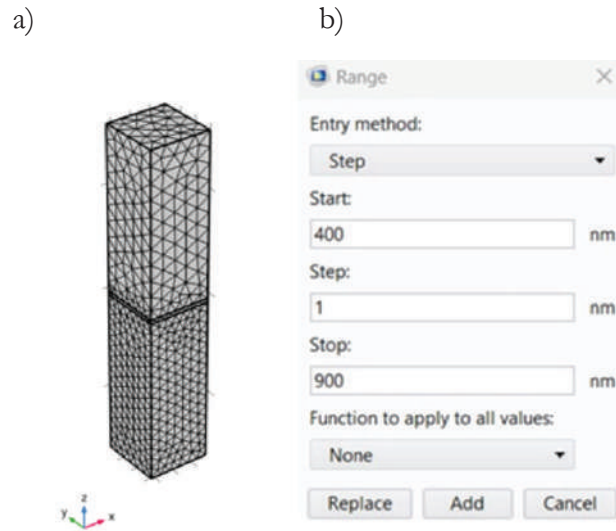 a)
b)
Range
Entry method:
Step
Start:
400 nm
Step:
1 nm
Stop:
900 nm
Function to apply to all values:
None
Replace Add Cancel
z
y x